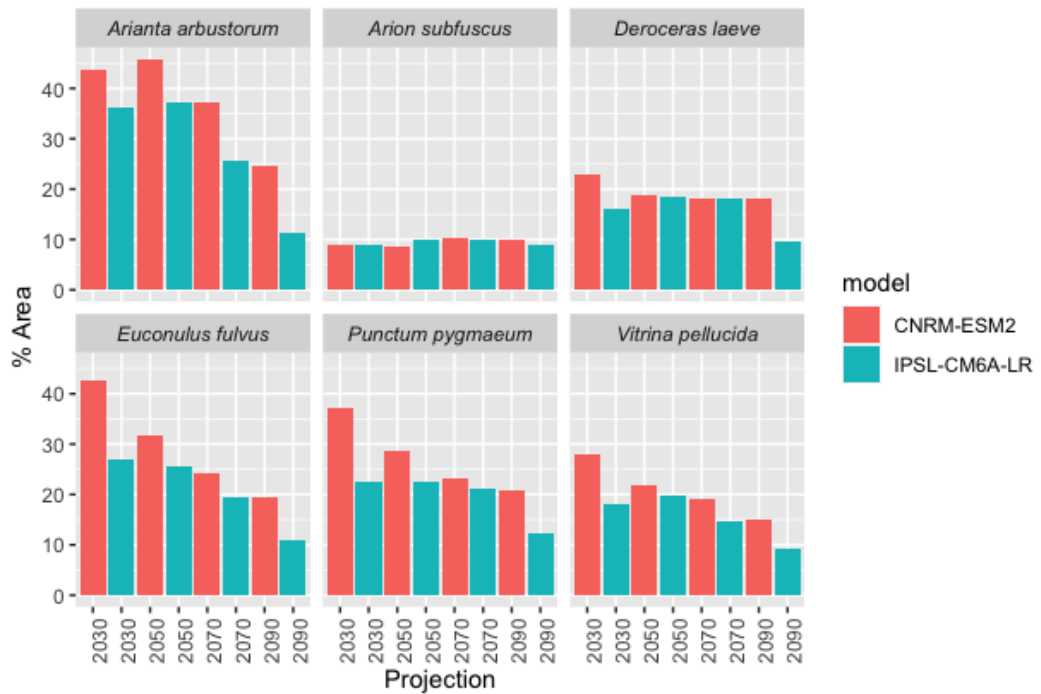 Arianta arbustorum Arion subfuscus Deroceras laeve
40
30
20
10
0
% Area
model
CNRM-ESM2
IPSL-CM6A-LR
Euconulus fulvus Punctum pygmaeum Vitrina pellucida
40
30
20
10
0
2030 2030 2050 2050 2070 2070 2090 2090 2030 2030 2050 2050 2070 2070 2090 2090 2030 2030 2050 2050 2070 2070 2090 2090
Projection